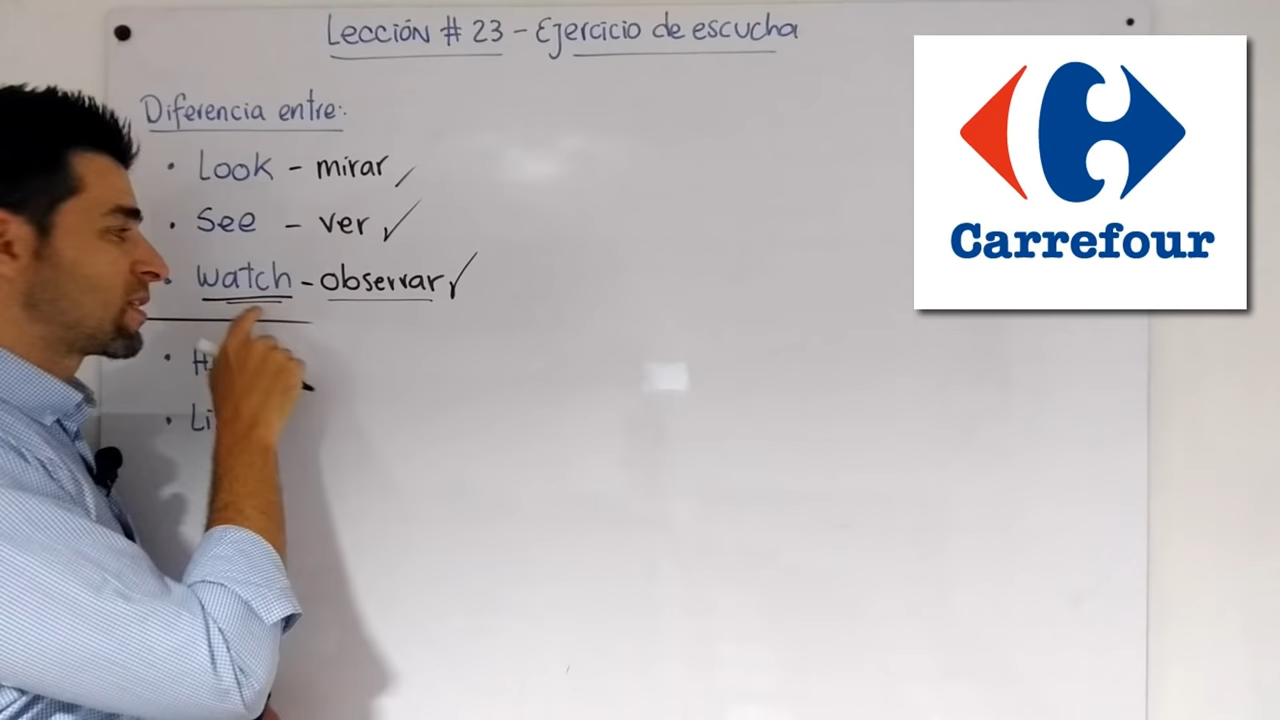 Lección # 23 - Ejercicio de escucha
Diferencia entre:
• Look - mirar
• See - ver ✓
• Watch - observar ✓
Carrefour